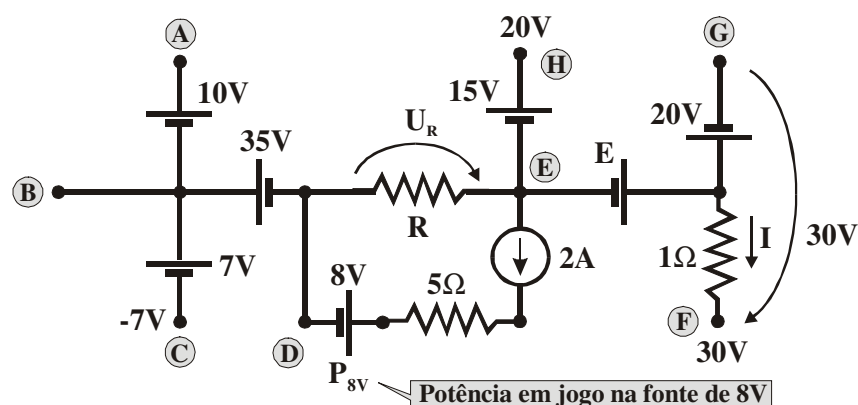 A
20V
H
G
10V
15V
20V
35V
U_R
E
E
B
R
7V
8V
5Ω
2A
1Ω
I
30V
-7V
C
D
F
30V
P_8V
Potência em jogo na fonte de 8V